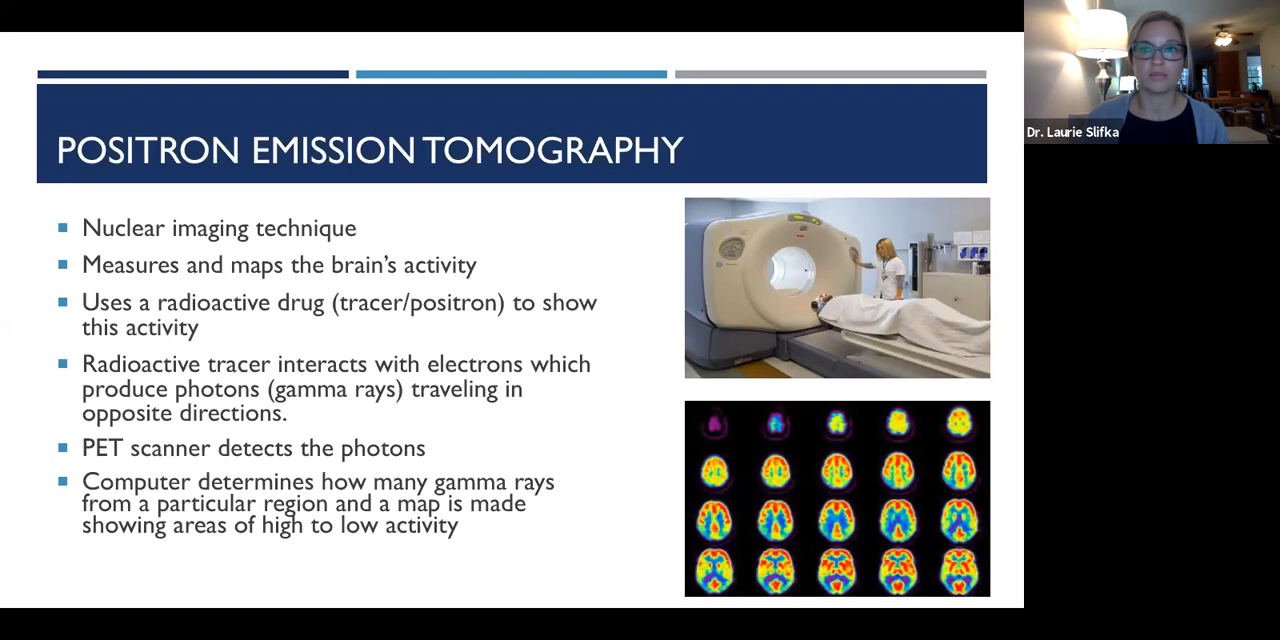 POSITRON EMISSION TOMOGRAPHY
Nuclear imaging technique
Measures and maps the brain's activity
Uses a radioactive drug (tracer/positron) to show
this activity
Radioactive tracer interacts with electrons which
produce photons (gamma rays) traveling in
opposite directions.
PET scanner detects the photons
Computer determines how many gamma rays
from a particular region and a map is made
showing areas of high to low activity
Dr. Laurie Slifka